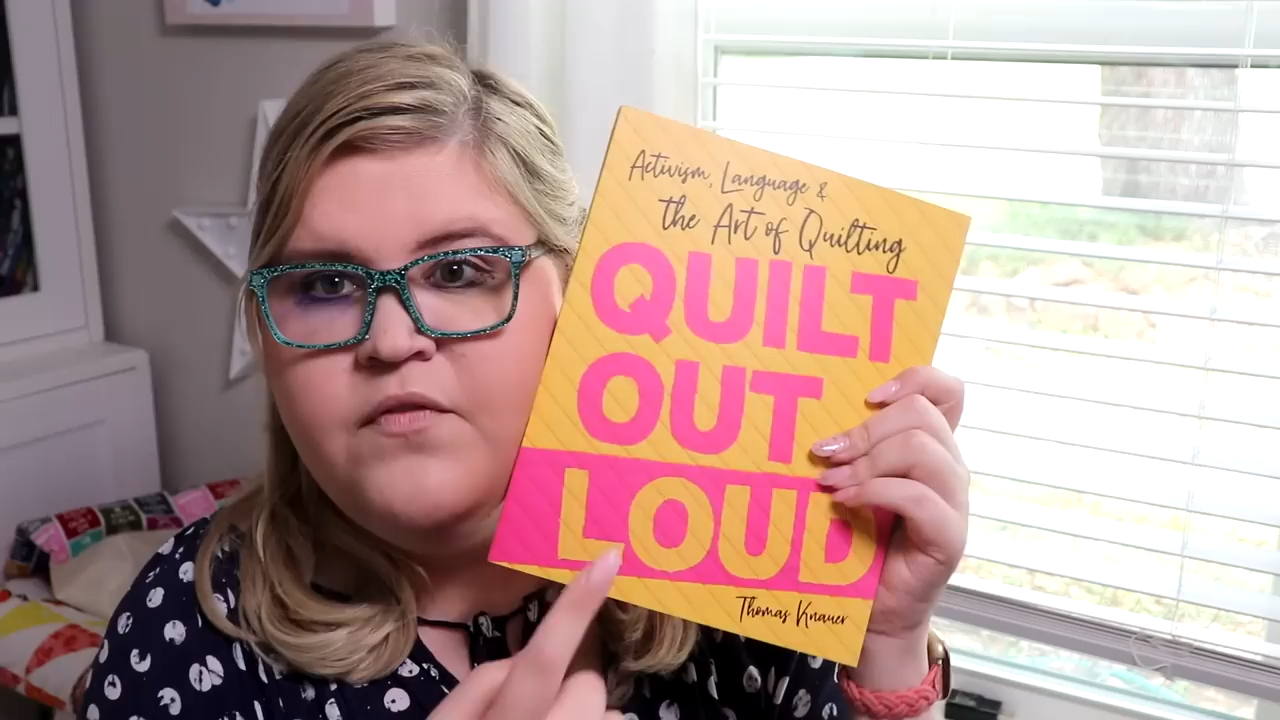 Activism, Language &
the Art of Quilting
QUILT
OUT
LOUD
Thomas Knauer